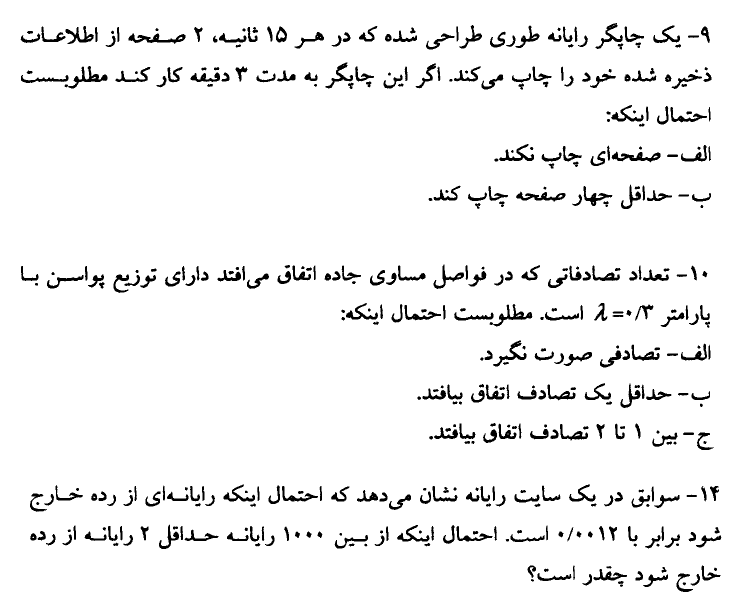 ۹- یک چاپگر رایانه طوری طراحی شده که در هر ۱۵ ثانیه، ۲ صفحه از اطلاعات
ذخیره شده خود را چاپ می‌کند. اگر این چاپگر به مدت ۳ دقیقه کار کند مطلوبست
احتمال اینکه:
الف- صفحه‌ای چاپ نکند.
ب- حداقل چهار صفحه چاپ کند.
۱۰- تعداد تصادفاتی که در فواصل مساوی جاده اتفاق می‌افتد دارای توزیع پواسن با
پارامتر λ=۰/۳ است. مطلوبست احتمال اینکه:
الف- تصادفی صورت نگیرد.
ب- حداقل یک تصادف اتفاق بیافتد.
ج- بین ۱ تا ۲ تصادف اتفاق بیافتد.
۱۴- سوابق در یک سایت رایانه نشان می‌دهد که احتمال اینکه رایانه‌ای از رده خارج
شود برابر با ۰/۰۰۱۲ است. احتمال اینکه از بین ۱۰۰۰ رایانه حداقل ۲ رایانه از رده
خارج شود چقدر است؟